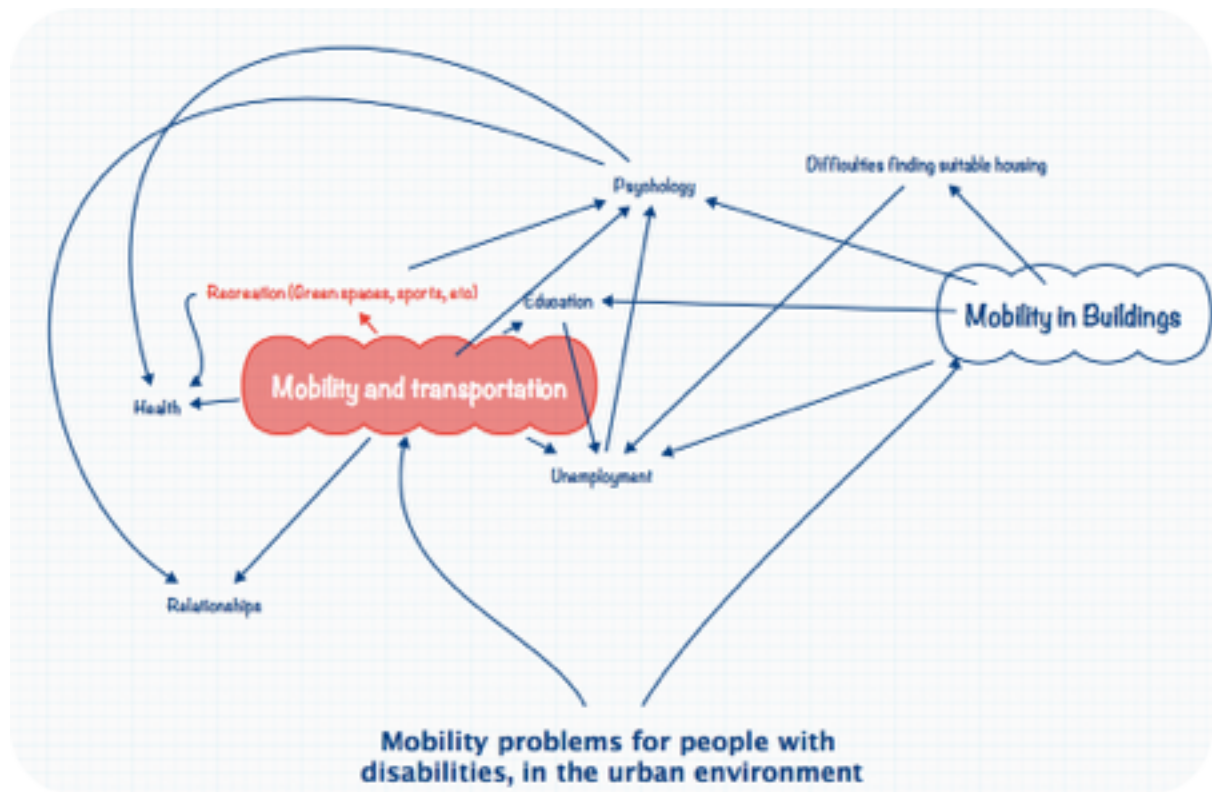 Psychology
Difficulties finding suitable housing
Recreation (Green spaces, sports, etc)
Education
Mobility in Buildings
Mobility and transportation
Health
Unemployment
Relationships
Mobility problems for people with
disabilities, in the urban environment